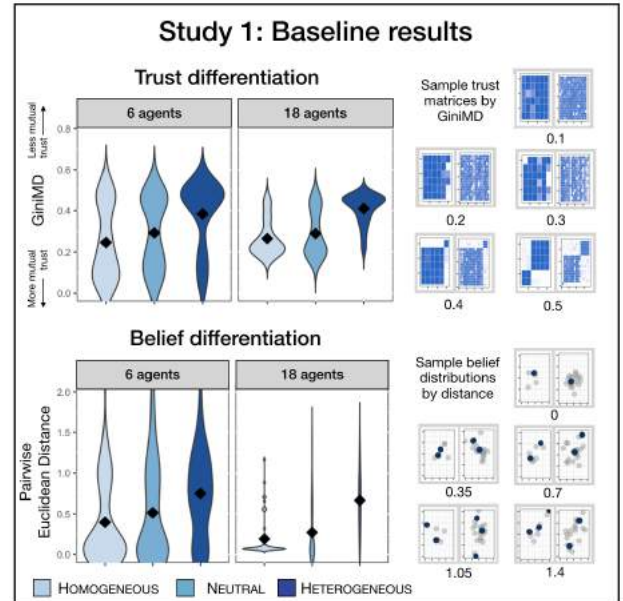 Study 1: Baseline results
Trust differentiation
6 agents
18 agents
Less mutual
trust
GiniMD
More mutual
trust
0.8
0.6
0.4
0.2
0.0
Sample trust
matrices by
GiniMD
0.1
0.2
0.3
0.4
0.5
Belief differentiation
6 agents
18 agents
Pairwise
Euclidean Distance
2.0
1.5
1.0
0.5
0.0
Sample belief
distributions
by distance
0
0.35
0.7
1.05
1.4
HOMOGENEOUS
NEUTRAL
HETEROGENEOUS